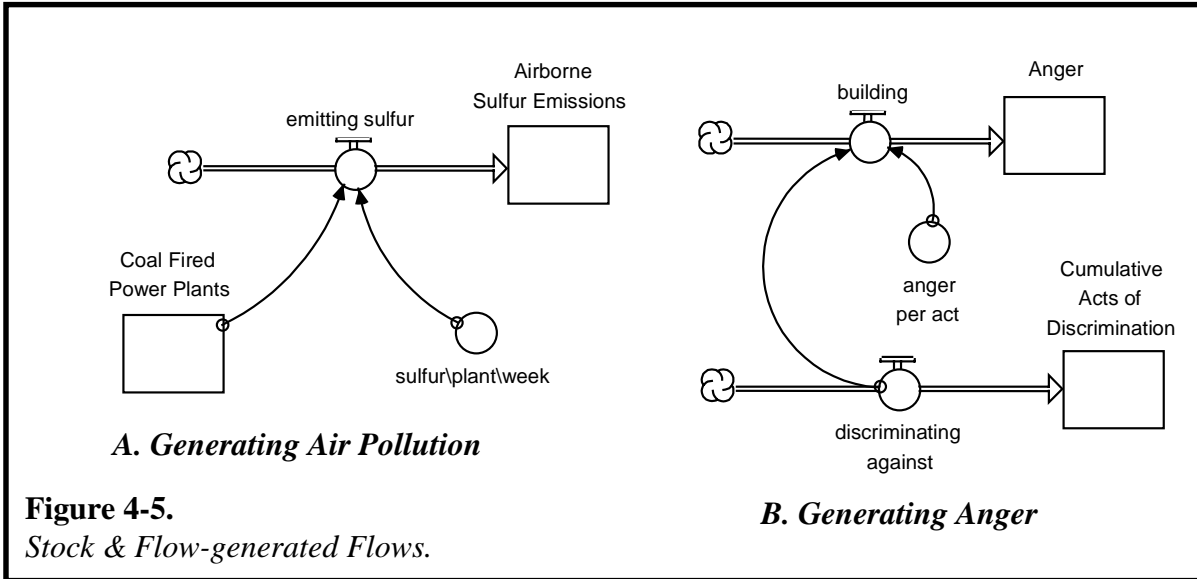 Airborne
Sulfur Emissions
emitting sulfur
Coal Fired
Power Plants
sulfur\plant\week
A. Generating Air Pollution
Anger
building
anger
per act
Cumulative
Acts of
Discrimination
discriminating
against
B. Generating Anger
Figure 4-5.
Stock & Flow-generated Flows.